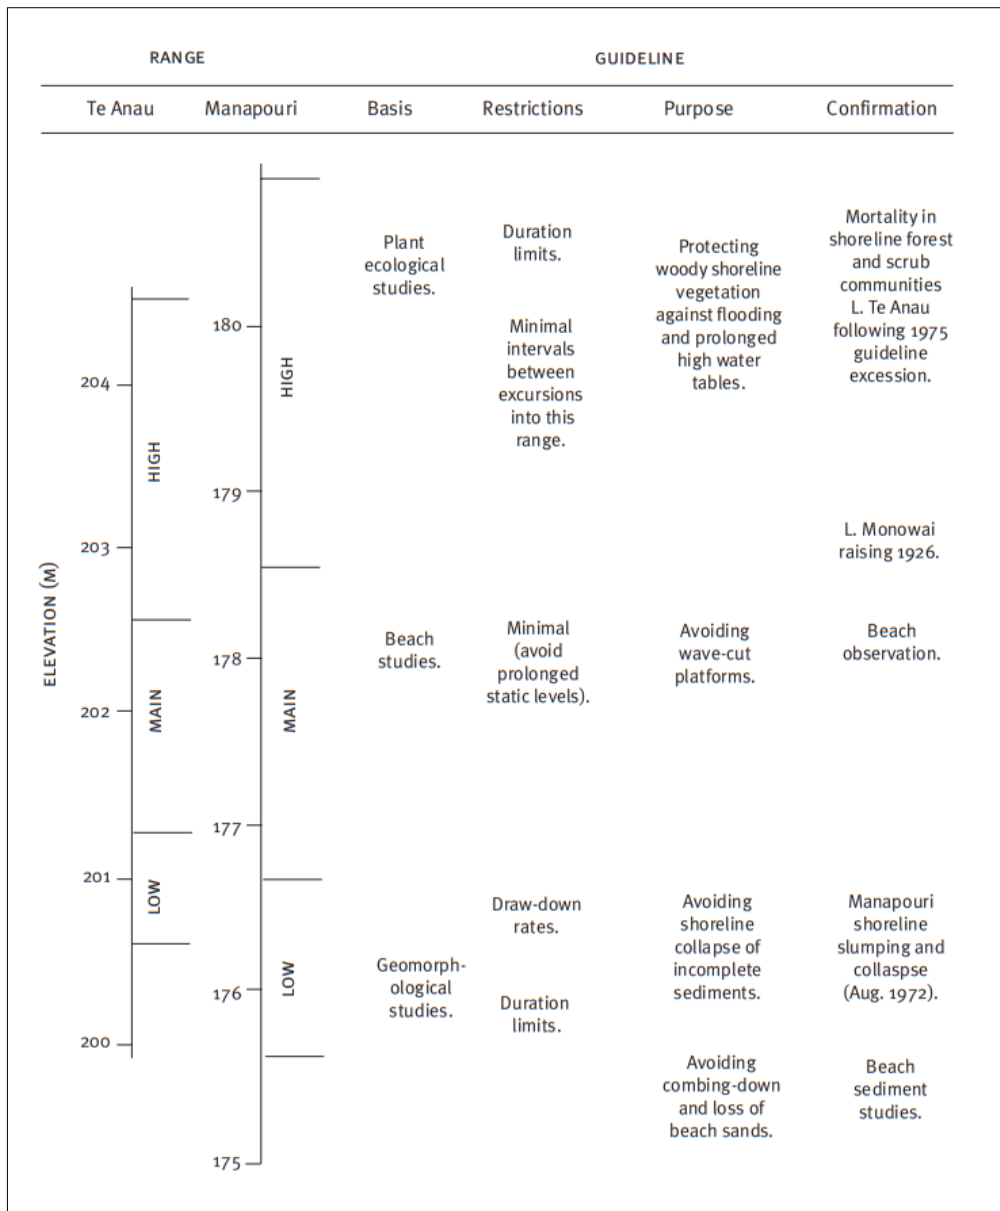 RANGE GUIDELINE
Te Anau Manapouri Basis Restrictions Purpose Confirmation
ELEVATION (M)
204
203
202
201
200
HIGH
MAIN
LOW
180
179
178
177
176
175
HIGH
MAIN
LOW
Plant
ecological
studies.
Duration
limits.
Minimal
intervals
between
excursions
into this
range.
Protecting
woody shoreline
vegetation
against flooding
and prolonged
high water
tables.
Mortality in
shoreline forest
and scrub
communities
L. Te Anau
following 1975
guideline
excession.
L. Monowai
raising 1926.
Beach
studies.
Minimal
(avoid
prolonged
static levels).
Avoiding
wave-cut
platforms.
Beach
observation.
Geomorph-
ological
studies.
Draw-down
rates.
Duration
limits.
Avoiding
shoreline
collapse of
incomplete
sediments.
Manapouri
shoreline
slumping and
collaspse
(Aug. 1972).
Avoiding
combing-down
and loss of
beach sands.
Beach
sediment
studies.